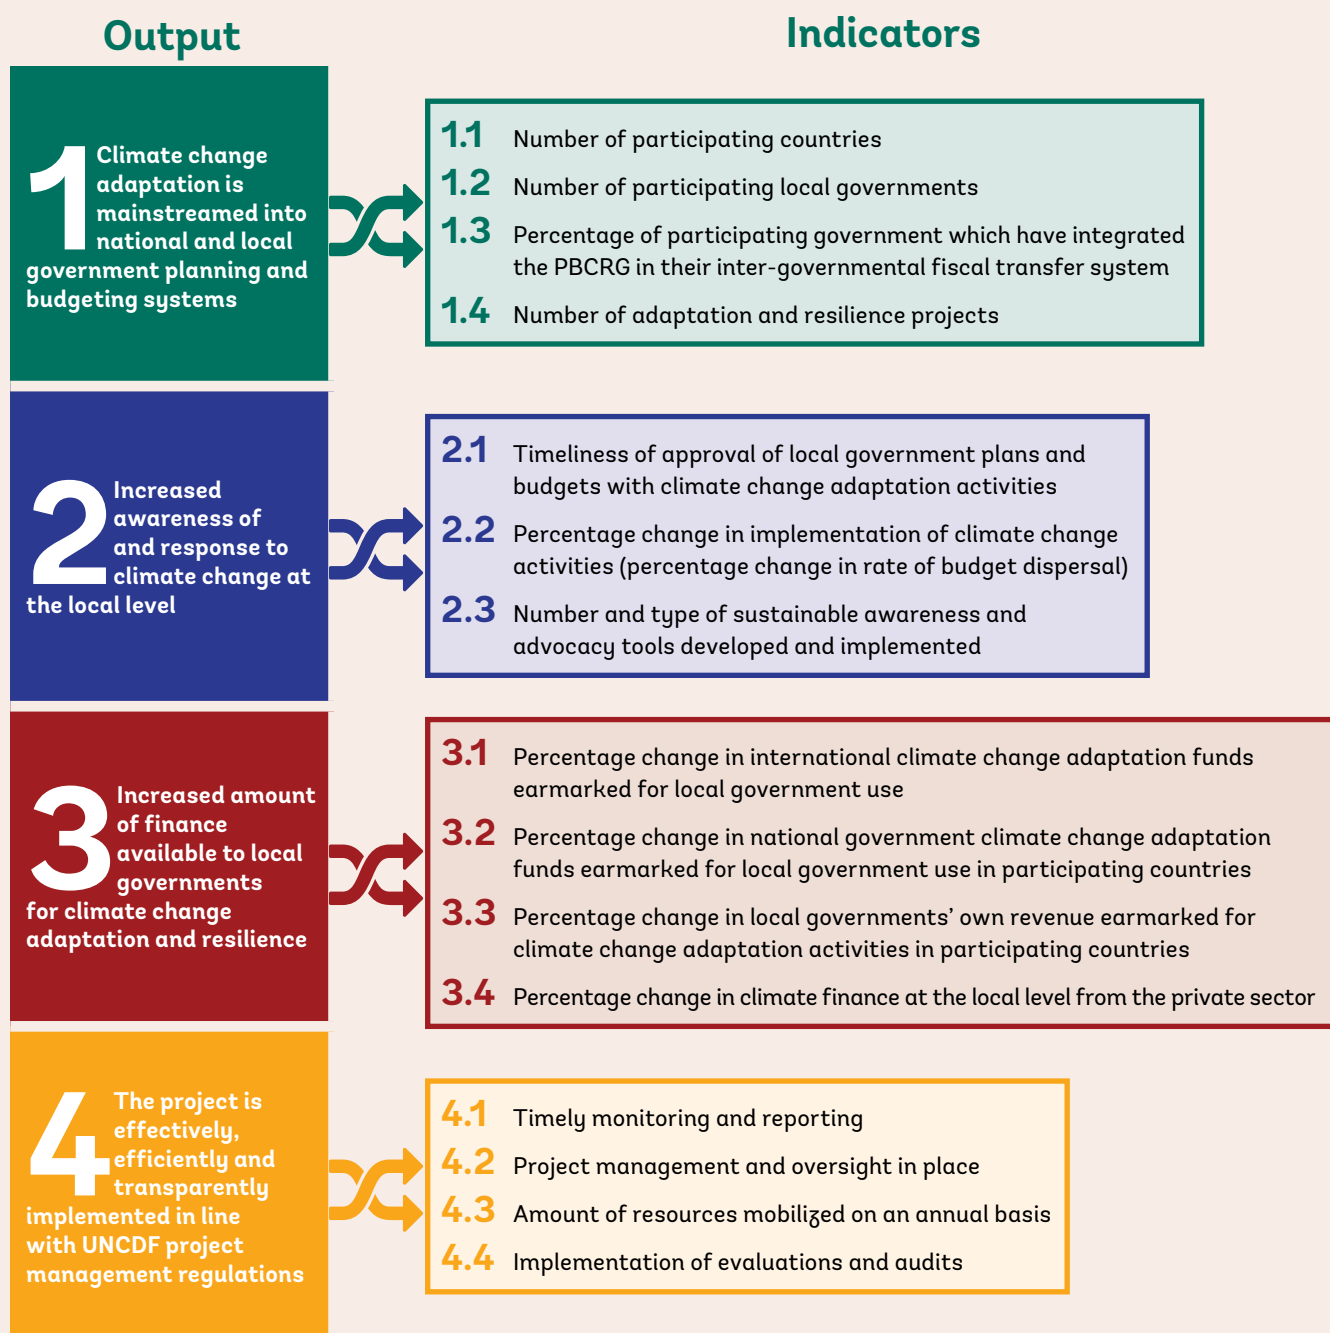 Output
Indicators
1 Climate change
adaptation is
mainstreamed into
national and local
government planning and
budgeting systems
1.1 Number of participating countries
1.2 Number of participating local governments
1.3 Percentage of participating government which have integrated
the PBCRG in their inter-governmental fiscal transfer system
1.4 Number of adaptation and resilience projects
2 Increased
awareness of
and response to
climate change at
the local level
2.1 Timeliness of approval of local government plans and
budgets with climate change adaptation activities
2.2 Percentage change in implementation of climate change
activities (percentage change in rate of budget dispersal)
2.3 Number and type of sustainable awareness and
advocacy tools developed and implemented
3 Increased amount
of finance
available to local
governments
for climate change
adaptation and resilience
3.1 Percentage change in international climate change adaptation funds
earmarked for local government use
3.2 Percentage change in national government climate change adaptation
funds earmarked for local government use in participating countries
3.3 Percentage change in local governments’ own revenue earmarked for
climate change adaptation activities in participating countries
3.4 Percentage change in climate finance at the local level from the private sector
4 The project is
effectively,
efficiently and
transparently
implemented in line
with UNCDF project
management regulations
4.1 Timely monitoring and reporting
4.2 Project management and oversight in place
4.3 Amount of resources mobilized on an annual basis
4.4 Implementation of evaluations and audits